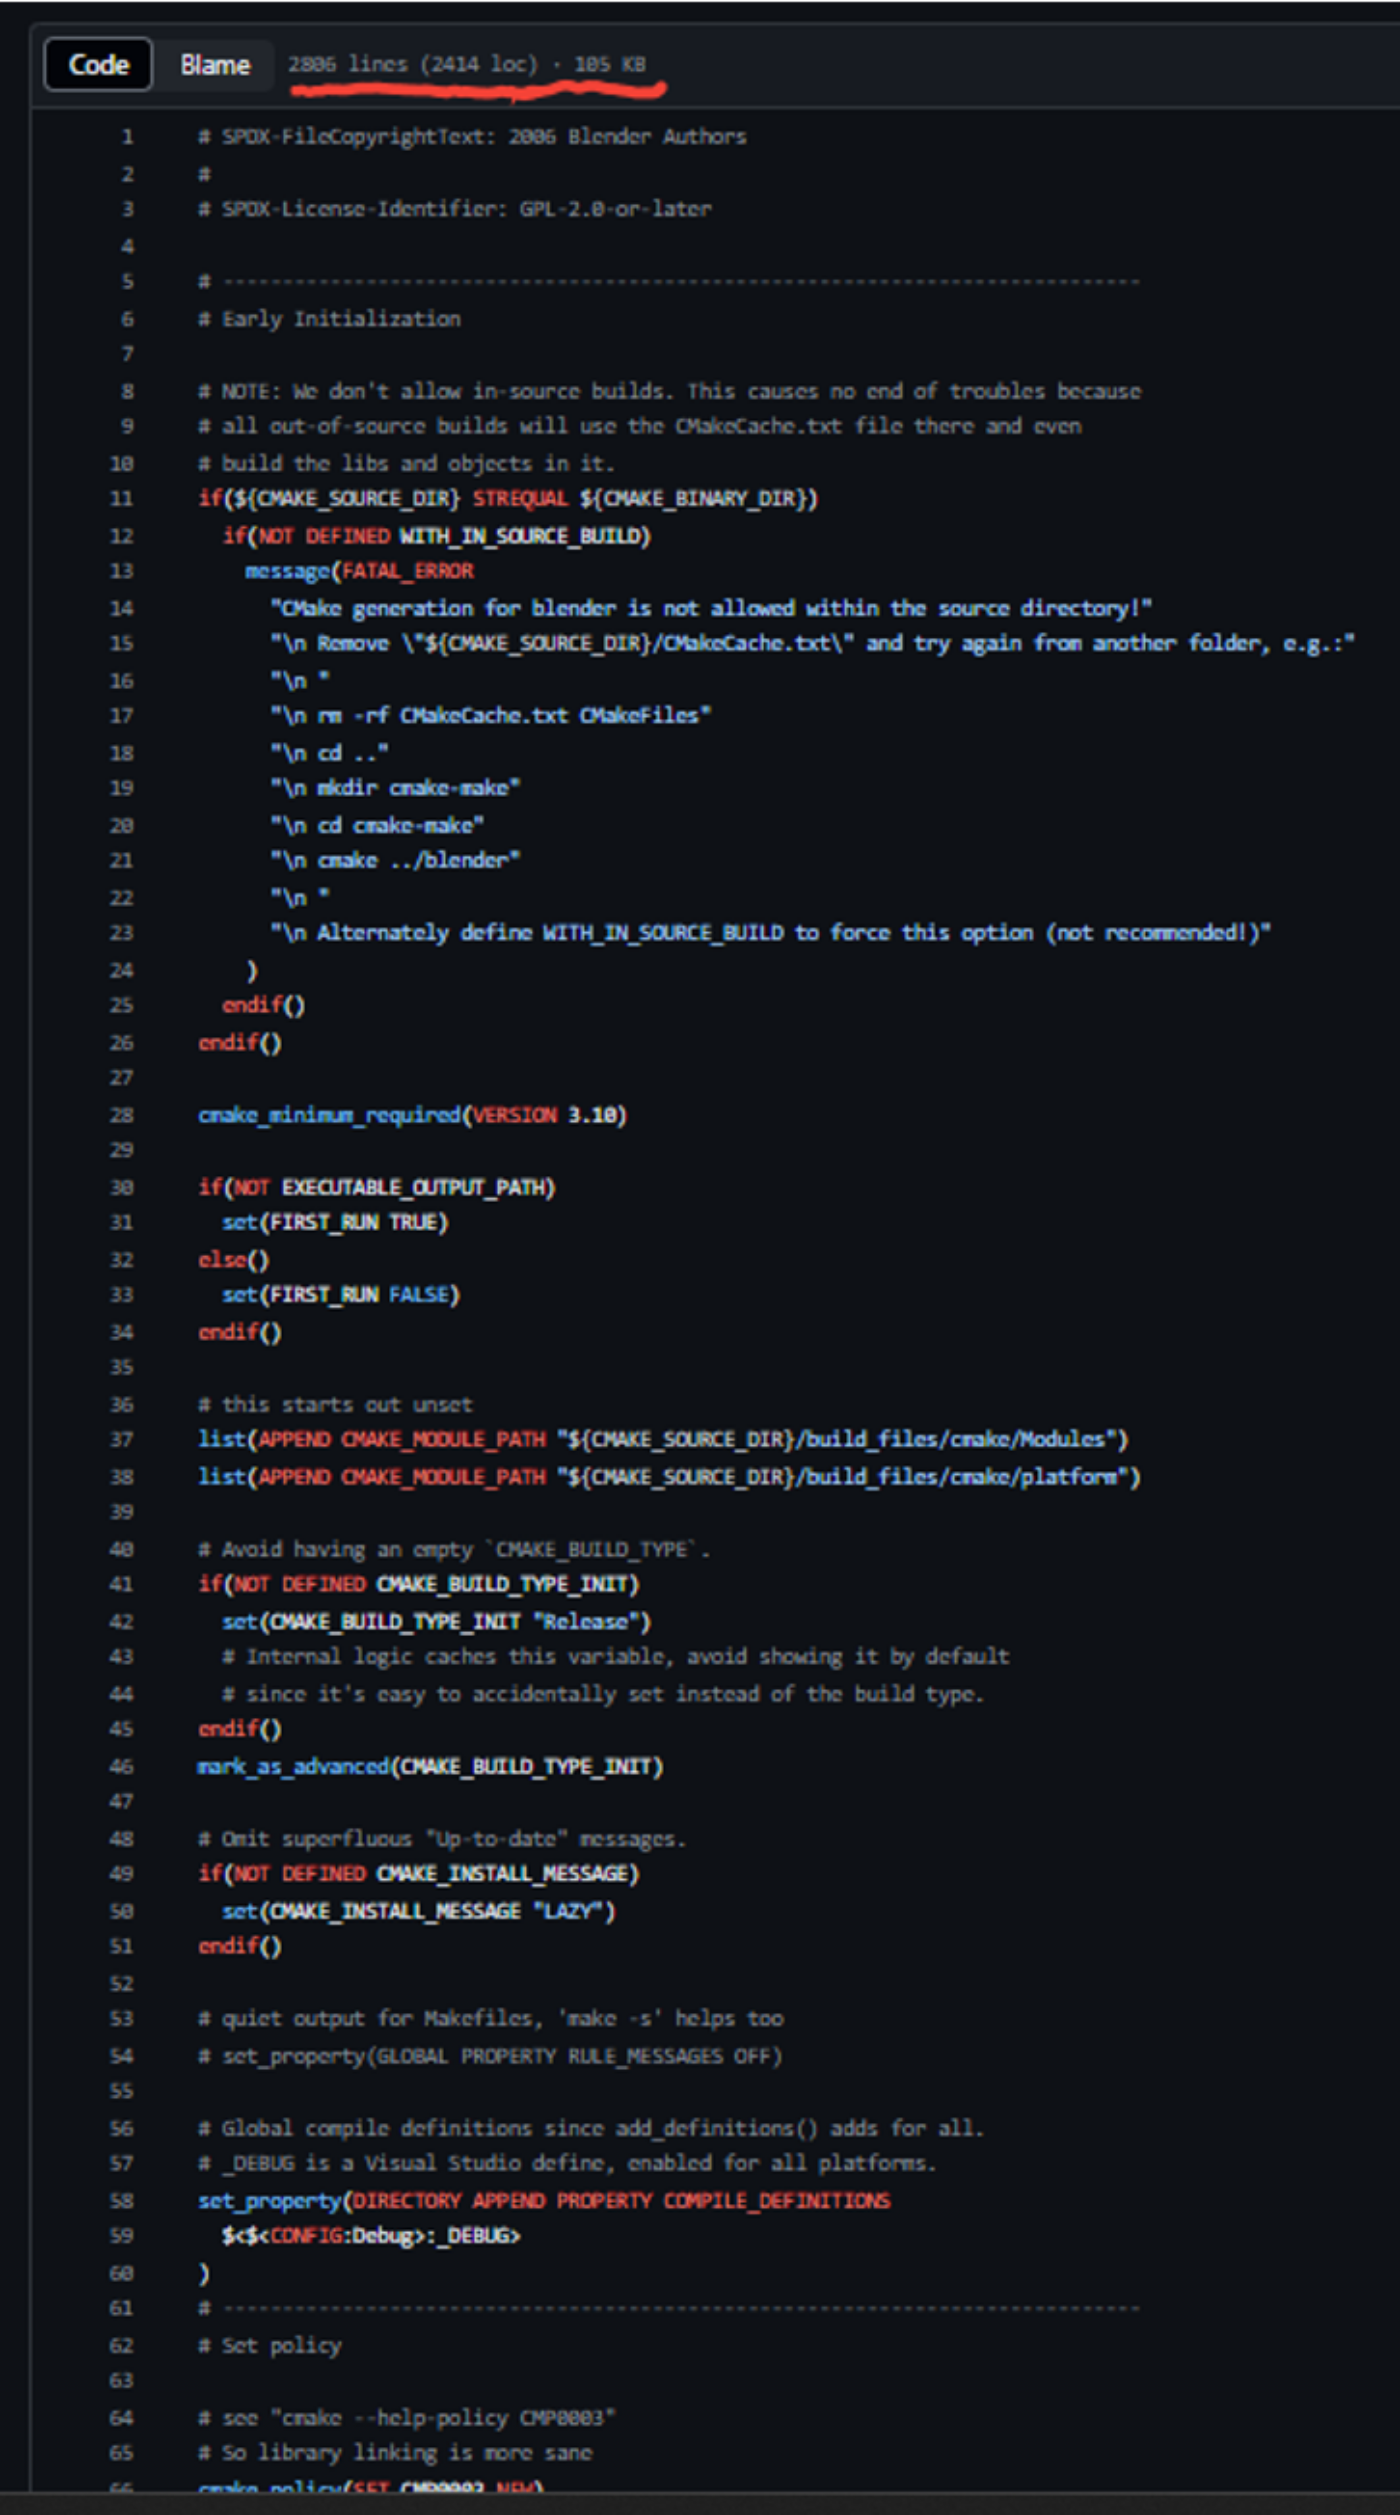 Code Blame 2806 lines (2414 loc) · 105 KB
1 # SPDX-FileCopyrightText: 2006 Blender Authors
2 #
3 # SPDX-License-Identifier: GPL-2.0-or-later
4
5 # -----------------------------------------------------------------------------
6 # Early Initialization
7
8 # NOTE: We don't allow in-source builds. This causes no end of troubles because
9 # all out-of-source builds will use the CMakeCache.txt file there and even
10 # build the libs and objects in it.
11 if(${CMAKE_SOURCE_DIR} STREQUAL ${CMAKE_BINARY_DIR})
12   if(NOT DEFINED WITH_IN_SOURCE_BUILD)
13     message(FATAL_ERROR
14       "CMake generation for blender is not allowed within the source directory!"
15       "\n Remove \"${CMAKE_SOURCE_DIR}/CMakeCache.txt\" and try again from another folder, e.g.:"
16       "\n "
17       "\n rm -rf CMakeCache.txt CMakeFiles"
18       "\n cd .."
19       "\n mkdir cmake-make"
20       "\n cd cmake-make"
21       "\n cmake ../blender"
22       "\n "
23       "\n Alternately define WITH_IN_SOURCE_BUILD to force this option (not recommended!)"
24     )
25   endif()
26 endif()
27
28 cmake_minimum_required(VERSION 3.10)
29
30 if(NOT EXECUTABLE_OUTPUT_PATH)
31   set(FIRST_RUN TRUE)
32 else()
33   set(FIRST_RUN FALSE)
34 endif()
35
36 # this starts out unset
37 list(APPEND CMAKE_MODULE_PATH "${CMAKE_SOURCE_DIR}/build_files/cmake/Modules")
38 list(APPEND CMAKE_MODULE_PATH "${CMAKE_SOURCE_DIR}/build_files/cmake/platform")
39
40 # Avoid having an empty `CMAKE_BUILD_TYPE`.
41 if(NOT DEFINED CMAKE_BUILD_TYPE_INIT)
42   set(CMAKE_BUILD_TYPE_INIT "Release")
43   # Internal logic caches this variable, avoid showing it by default
44   # since it's easy to accidentally set instead of the build type.
45 endif()
46 mark_as_advanced(CMAKE_BUILD_TYPE_INIT)
47
48 # Omit superfluous "Up-to-date" messages.
49 if(NOT DEFINED CMAKE_INSTALL_MESSAGE)
50   set(CMAKE_INSTALL_MESSAGE "LAZY")
51 endif()
52
53 # quiet output for Makefiles, 'make -s' helps too
54 # set_property(GLOBAL PROPERTY RULE_MESSAGES OFF)
55
56 # Global compile definitions since add_definitions() adds for all.
57 # _DEBUG is a Visual Studio define, enabled for all platforms.
58 set_property(DIRECTORY APPEND PROPERTY COMPILE_DEFINITIONS
59   $<$<CONFIG:Debug>:_DEBUG>
60 )
61 # -----------------------------------------------------------------------------
62 # Set policy
63
64 # see "cmake --help-policy CMP0003"
65 # So library linking is more sane
66 cmake_policy(SET CMP0003 NEW)